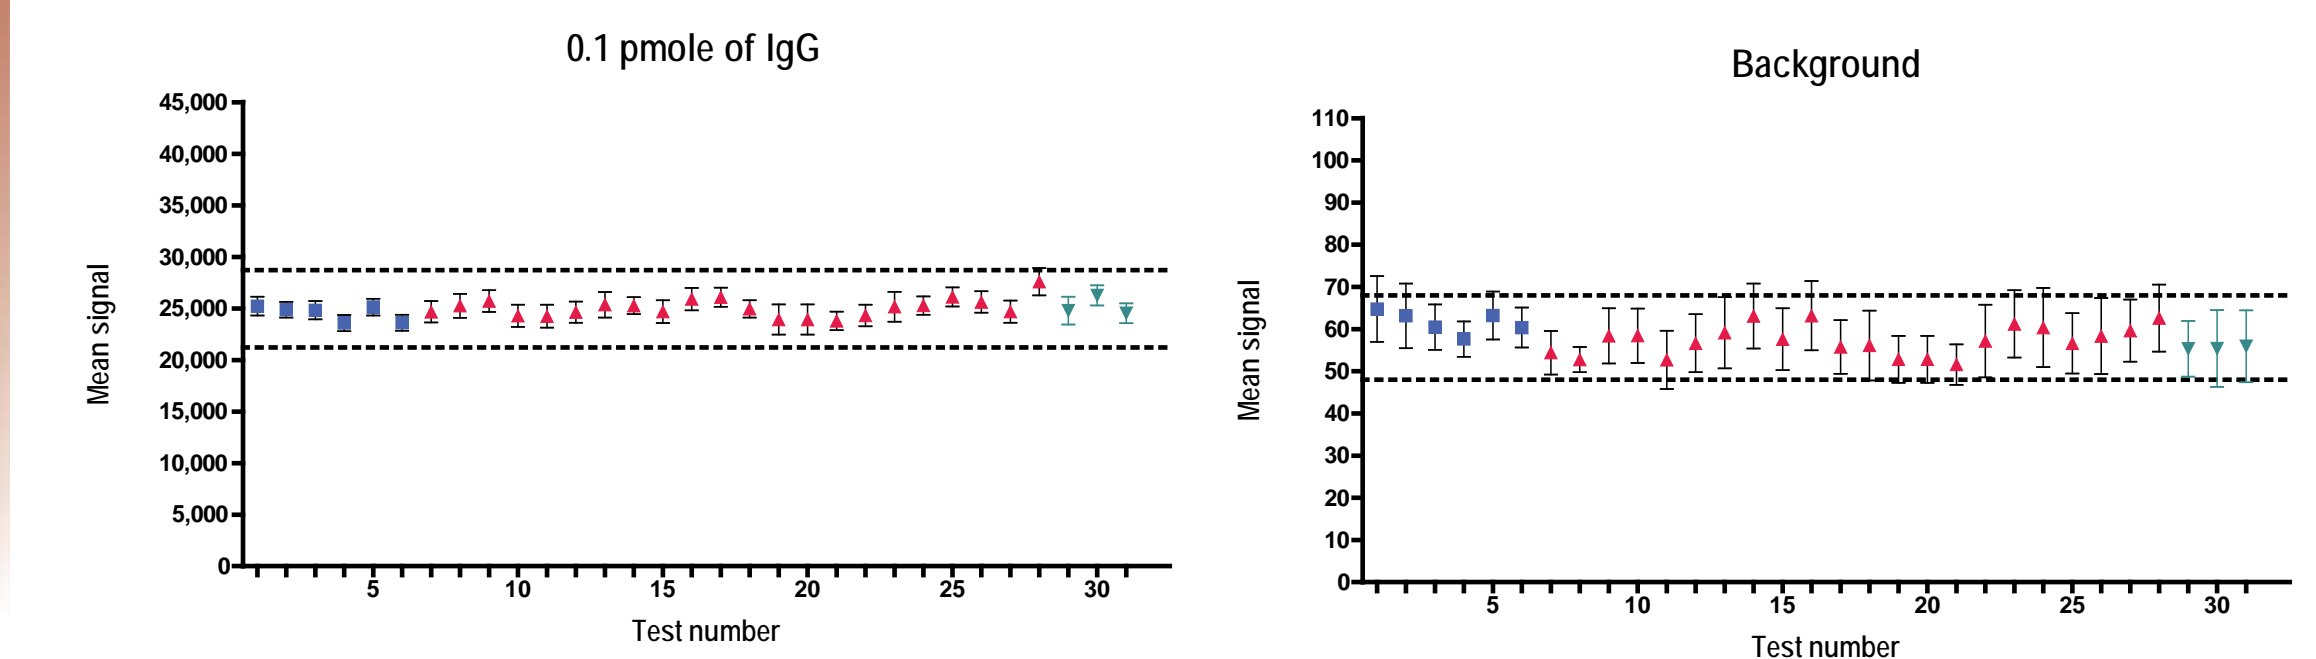 0.1 pmole of IgG
45,000
40,000
35,000
30,000
25,000
20,000
15,000
10,000
5,000
0
Mean signal
5 10 15 20 25 30
Test number
Background
110
100
90
80
70
60
50
40
30
20
10
0
Mean signal
5 10 15 20 25 30
Test number